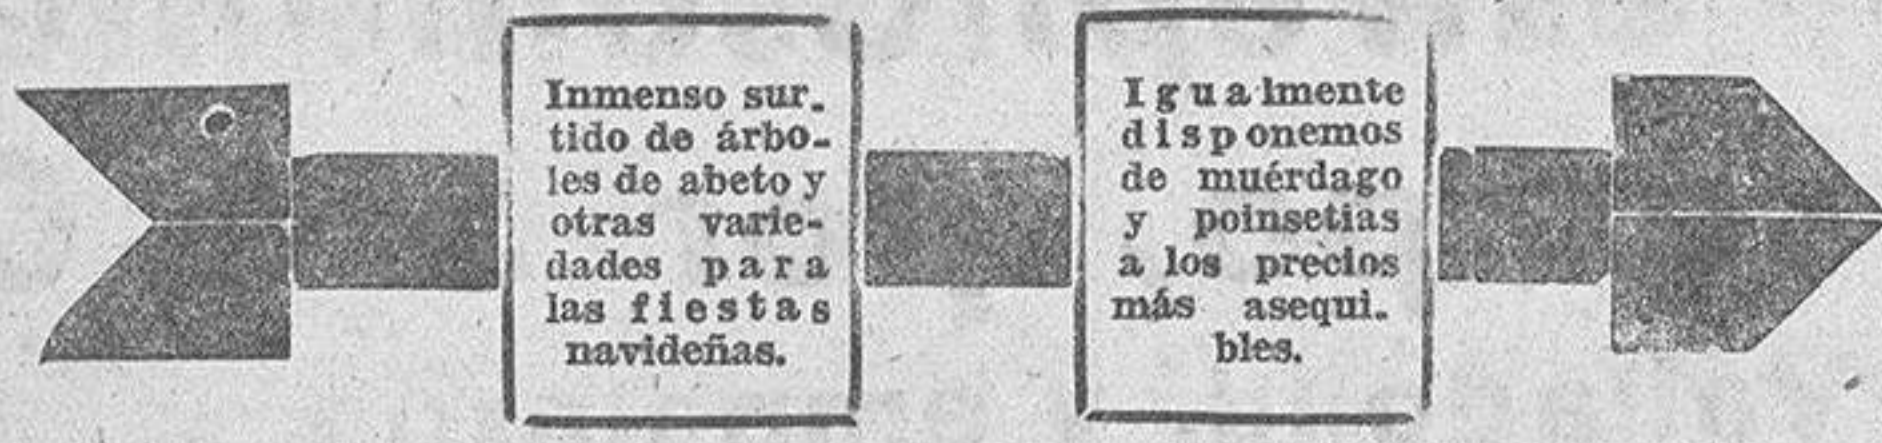 Inmenso sur-
tido de árbo-
les de abeto y
otras varie-
dades para
las fiestas
navideñas.
Igualmente
disponemos
de muérdago
y poinsetias
a los precios
más asequi-
bles.